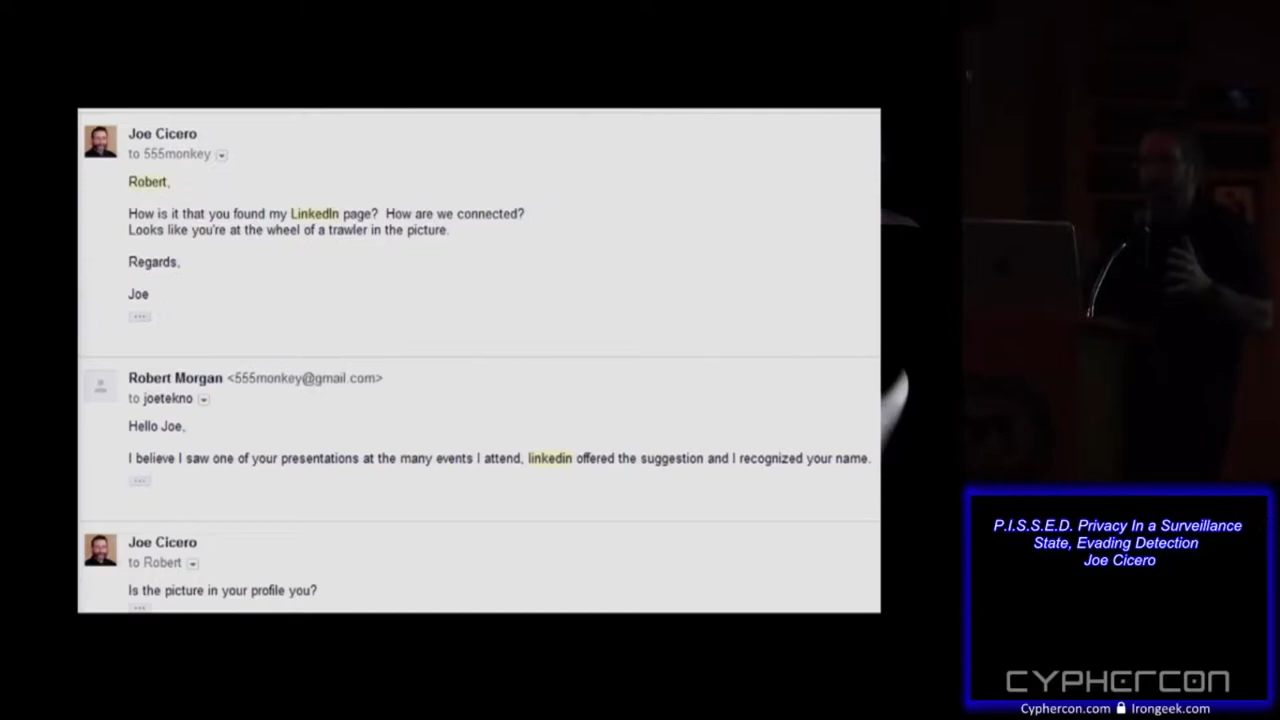 Joe Cicero
to 555monkey
Robert,
How is it that you found my LinkedIn page?  How are we connected?
Looks like you're at the wheel of a trawler in the picture.
Regards,
Joe
...
Robert Morgan <555monkey@gmail.com>
to joetekno
Hello Joe,
I believe I saw one of your presentations at the many events I attend, linkedin offered the suggestion and I recognized your name.
...
Joe Cicero
to Robert
Is the picture in your profile you?
...
P.I.S.S.E.D. Privacy In a Surveillance
State, Evading Detection
Joe Cicero
CYPHERCON
Cyphercon.com Irongeek.com